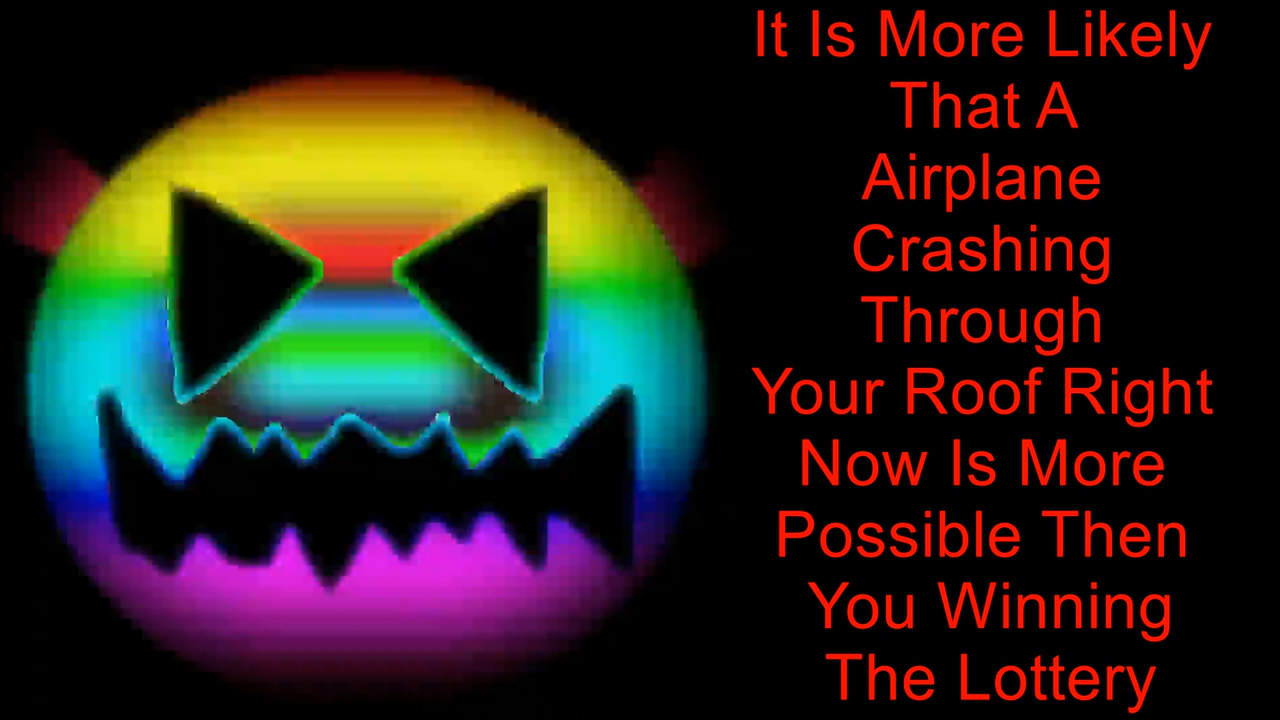 It Is More Likely
That A
Airplane
Crashing
Through
Your Roof Right
Now Is More
Possible Then
You Winning
The Lottery